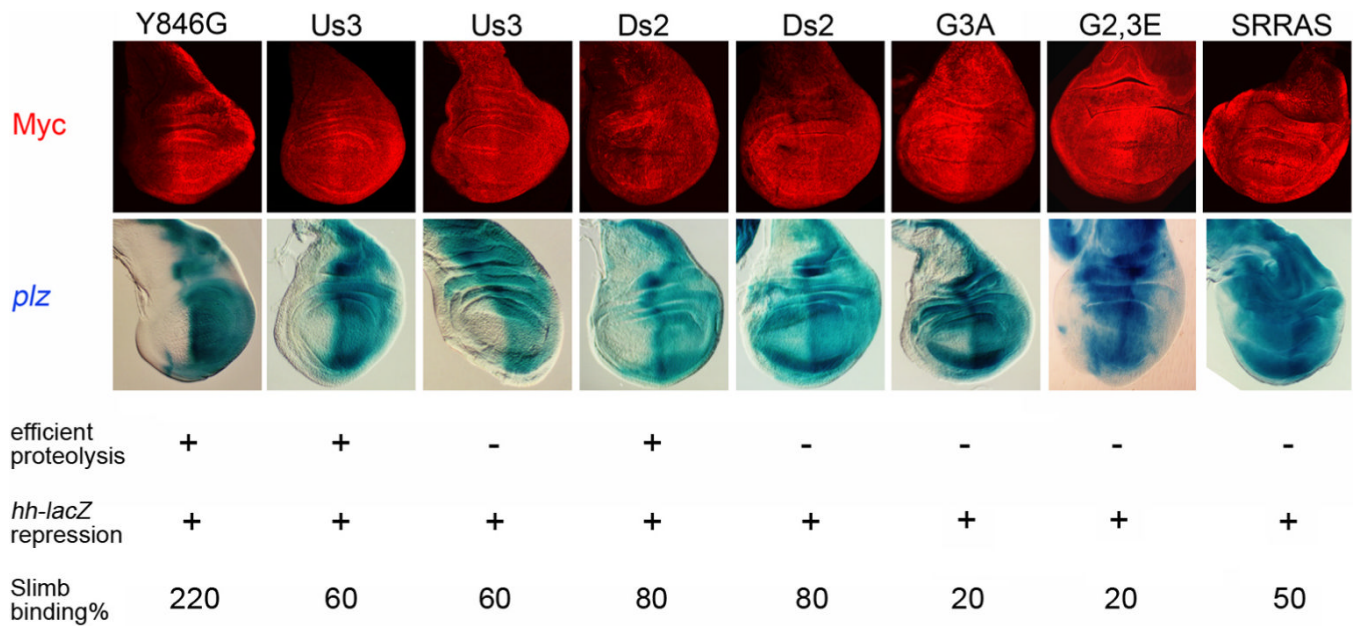 Y846G Us3 Us3 Ds2 Ds2 G3A G2,3E SRRAS
Myc
plz
efficient
proteolysis + + - + - - - -
hh-lacZ
repression + + + + + + + +
Slimb
binding% 220 60 60 80 80 20 20 50